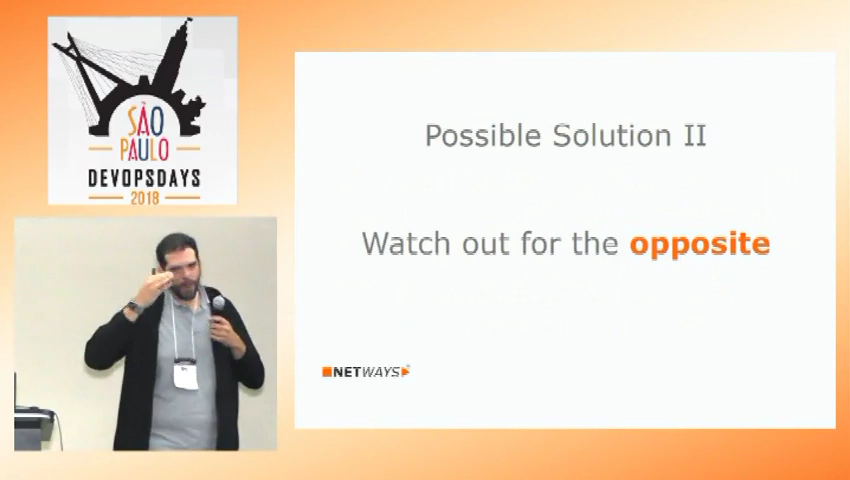 SÃO
PAULO
DEVOPSDAYS
2018
Possible Solution II
Watch out for the opposite
NETWAYS